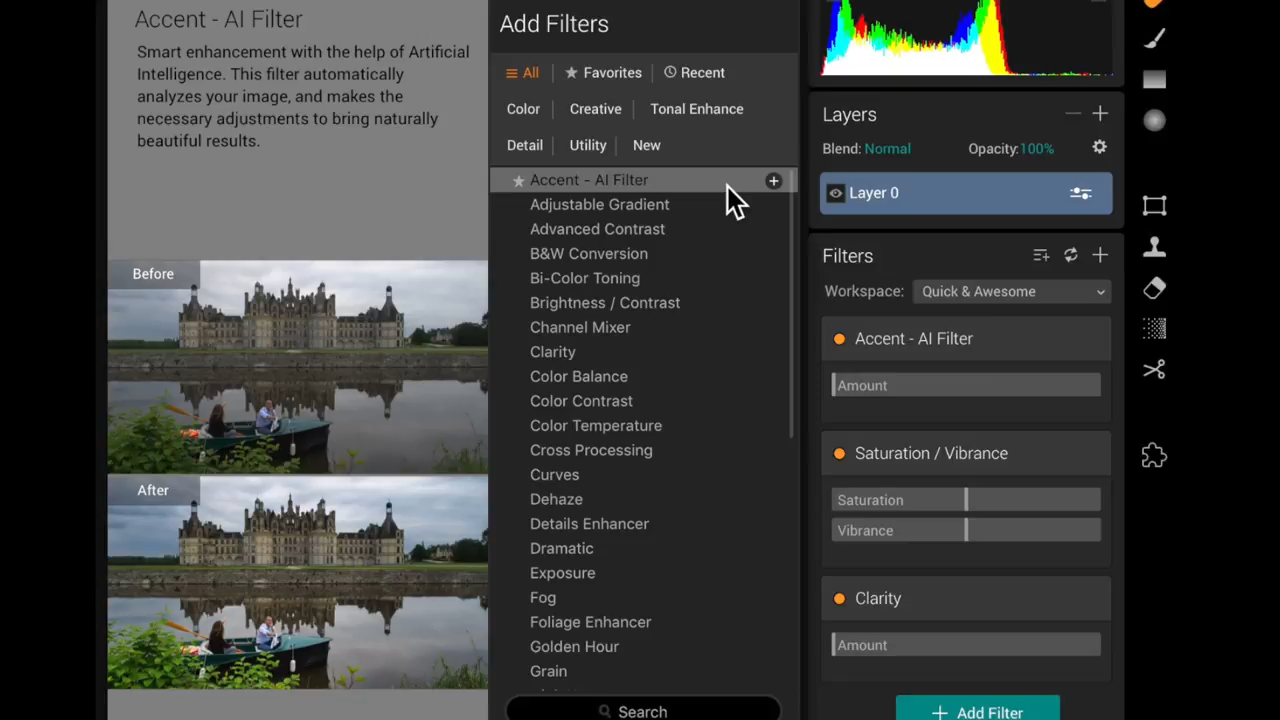 Accent - AI Filter
Smart enhancement with the help of Artificial
Intelligence. This filter automatically
analyzes your image, and makes the
necessary adjustments to bring naturally
beautiful results.
Before
After
Add Filters
All
Favorites
Recent
Color
Creative
Tonal Enhance
Detail
Utility
New
Accent - AI Filter
Adjustable Gradient
Advanced Contrast
B&W Conversion
Bi-Color Toning
Brightness / Contrast
Channel Mixer
Clarity
Color Balance
Color Contrast
Color Temperature
Cross Processing
Curves
Dehaze
Details Enhancer
Dramatic
Exposure
Fog
Foliage Enhancer
Golden Hour
Grain
Search
Layers
Blend: Normal
Opacity:100%
Layer 0
Filters
Workspace: Quick & Awesome
Accent - AI Filter
Amount
Saturation / Vibrance
Saturation
Vibrance
Clarity
Amount
Add Filter